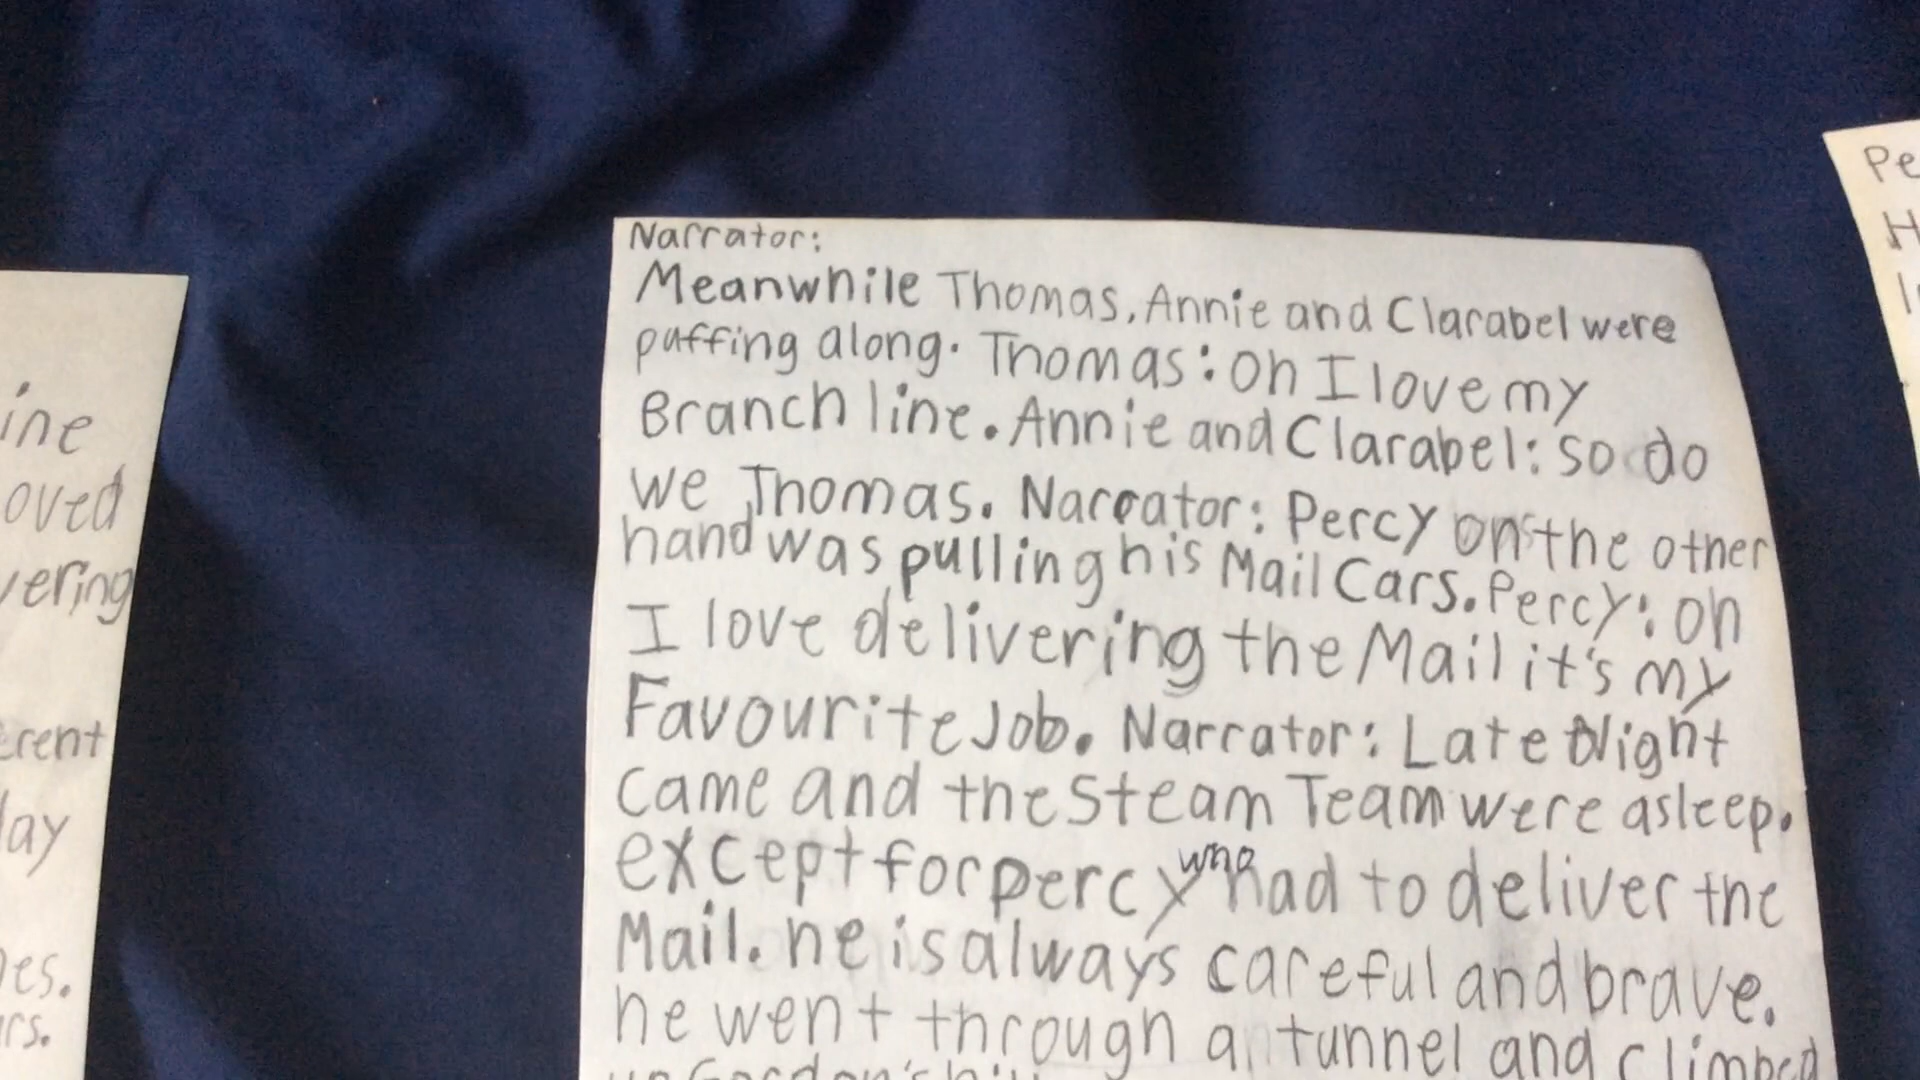 ine
oved
vering
erent
lay
es.
rs.
Narrator:
Meanwhile Thomas, Annie and Clarabel were
puffing along. Thomas: oh I love my
Branch line. Annie and Clarabel: so do
we Thomas. Narrator: Percy on the other
hand was pulling his Mail Cars. Percy: oh
I love delivering the Mail it's my
Favourite Job. Narrator: Late Night
came and the Steam Team were asleep.
except for percy who had to deliver the
Mail. he is always careful and brave.
he went through a tunnel and climbed
up Gordon's hill
Pe
H